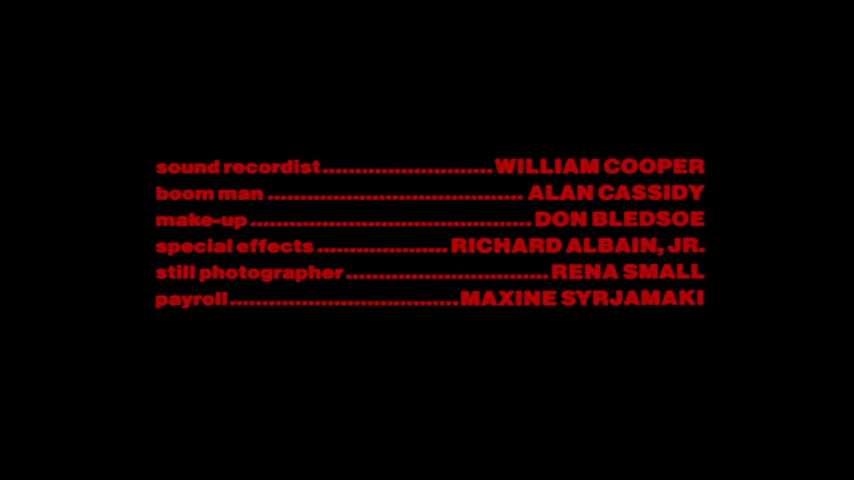 sound recordist..........................WILLIAM COOPER
boom man ....................................... ALAN CASSIDY
make-up...........................................DON BLEDSOE
special effects ....................RICHARD ALBAIN, JR.
still photographer...............................RENA SMALL
payroll...................................MAXINE SYRJAMAKI